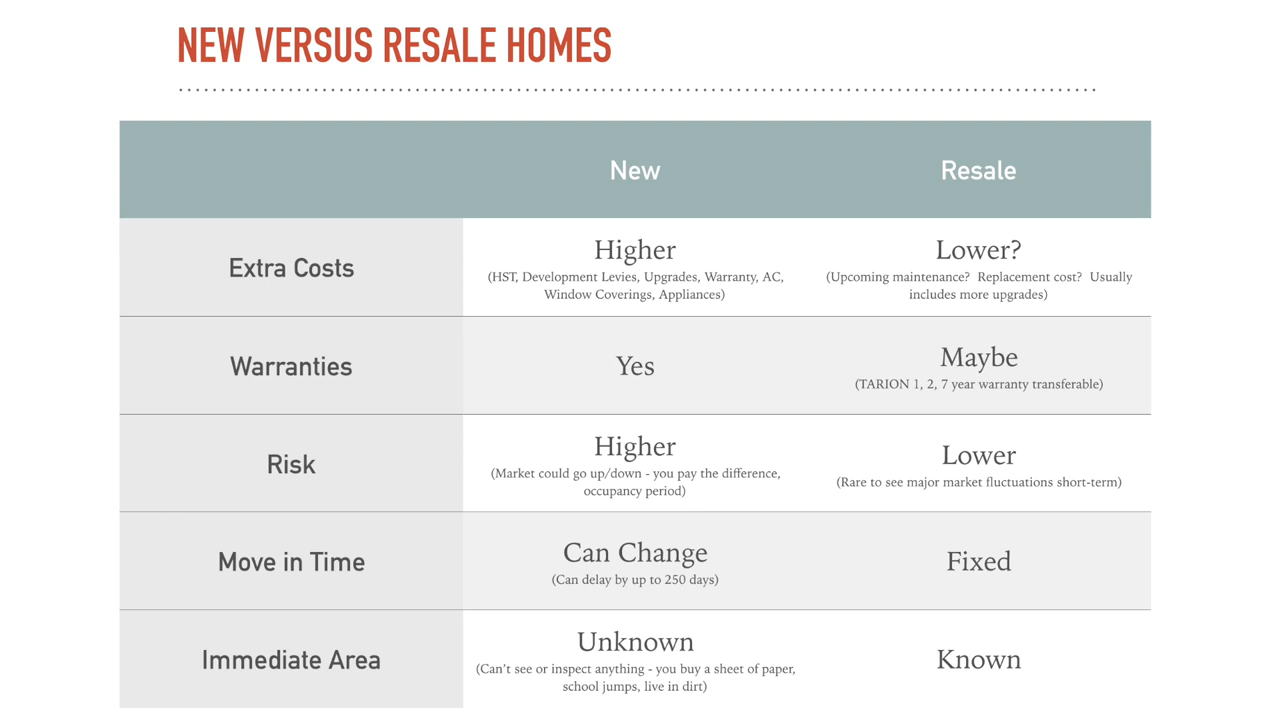 NEW VERSUS RESALE HOMES
New
Resale
Extra Costs
Higher
(HST, Development Levies, Upgrades, Warranty, AC,
Window Coverings, Appliances)
Lower?
(Upcoming maintenance? Replacement cost? Usually
includes more upgrades)
Warranties
Yes
Maybe
(TARION 1, 2, 7 year warranty transferable)
Risk
Higher
(Market could go up/down - you pay the difference,
occupancy period)
Lower
(Rare to see major market fluctuations short-term)
Move in Time
Can Change
(Can delay by up to 250 days)
Fixed
Immediate Area
Unknown
(Can’t see or inspect anything - you buy a sheet of paper,
school jumps, live in dirt)
Known